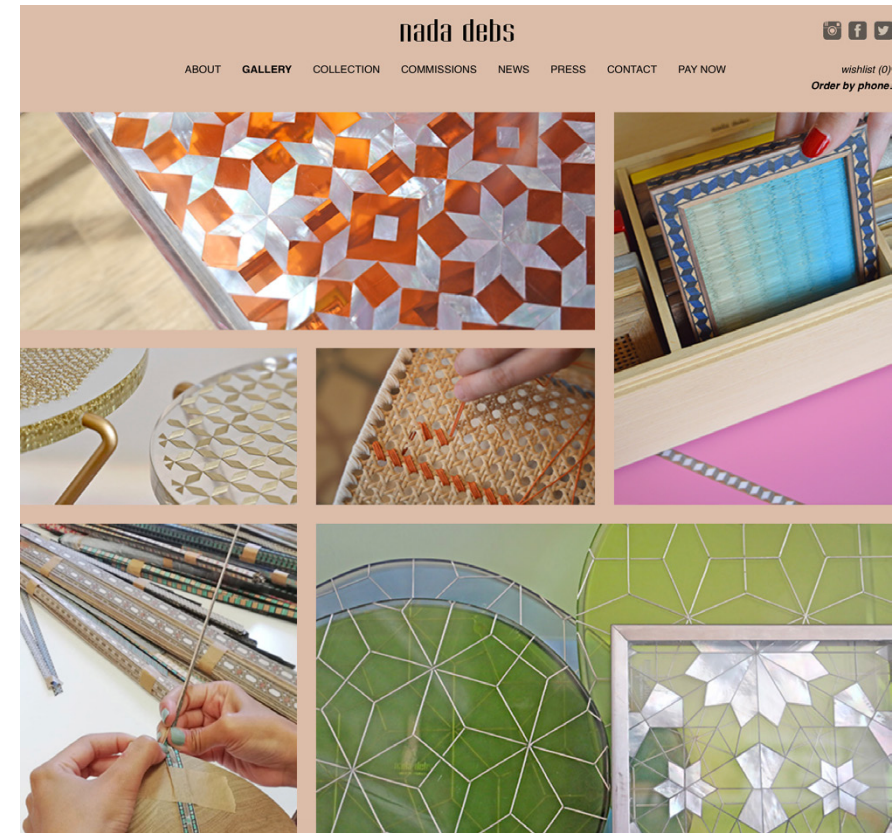 nada debs
ABOUT GALLERY COLLECTION COMMISSIONS NEWS PRESS CONTACT PAY NOW
wishlist (0)
Order by phone.